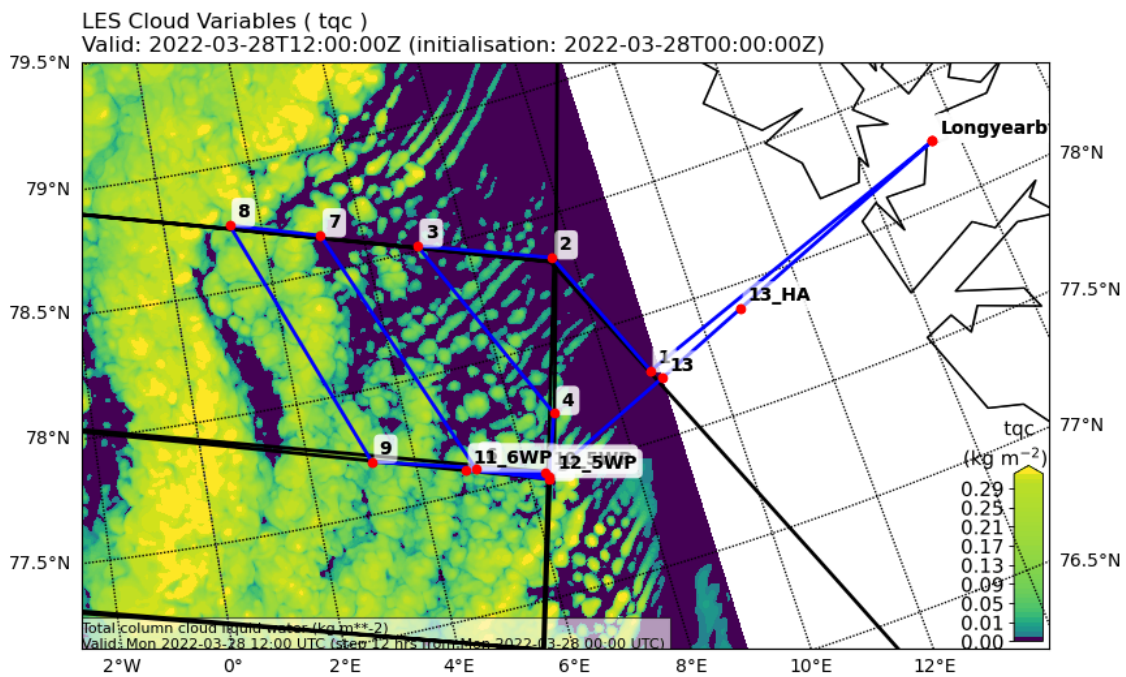 LES Cloud Variables ( tqc )
Valid: 2022-03-28T12:00:00Z (initialisation: 2022-03-28T00:00:00Z)
79.5°N
79°N
78.5°N
78°N
77.5°N
Longyearb
78°N
77.5°N
77°N
76.5°N
8
7
3
2
13_HA
1
13
4
9
11_6WP
12_5WP
tqc
(kg m−2)
0.29
0.25
0.21
0.17
0.13
0.09
0.05
0.01
0.00
Total column cloud liquid water (kg m**-2)
Valid: Mon 2022-03-28 12:00 UTC (step 12 hrs from Mon 2022-03-28 00:00 UTC)
2°W
0°
2°E
4°E
6°E
8°E
10°E
12°E